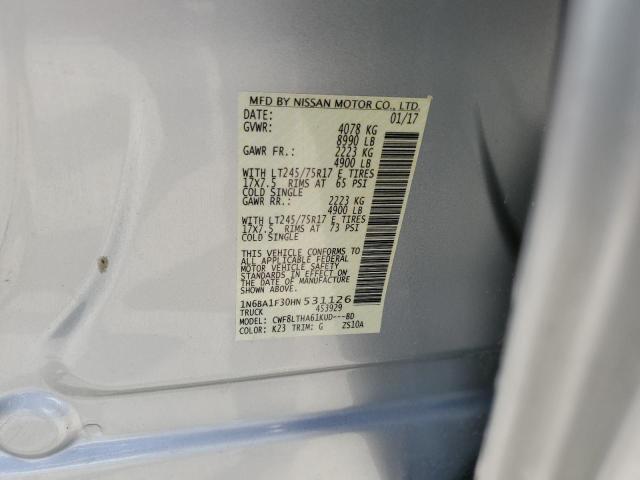 MFD BY NISSAN MOTOR CO., LTD.
DATE: 01/17
GVWR: 4078 KG
8990 LB
GAWR FR.: 2223 KG
4900 LB
WITH LT245/75R17 E TIRES
17X7.5 RIMS AT 65 PSI
COLD SINGLE
GAWR RR.: 2223 KG
4900 LB
WITH LT245/75R17 E TIRES
17X7.5 RIMS AT 73 PSI
COLD SINGLE
THIS VEHICLE CONFORMS TO
ALL APPLICABLE FEDERAL
MOTOR VEHICLE SAFETY
STANDARDS IN EFFECT ON
THE DATE OF MANUFACTURE
SHOWN ABOVE.
1N6BA1F30HN531126
TRUCK 453929
MODEL: CWF8LTHA61KUD---BD
COLOR: K23 TRIM: G ZS10A